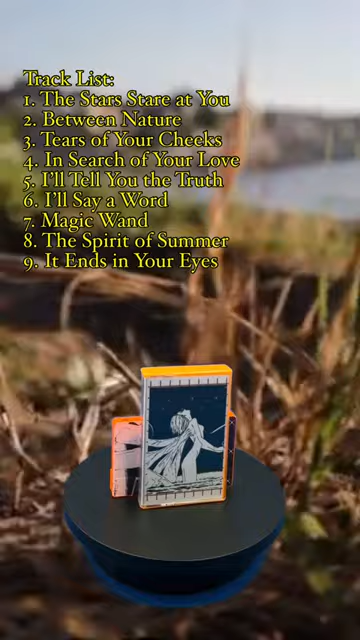 Track List:
1. The Stars Stare at You
2. Between Nature
3. Tears of Your Cheeks
4. In Search of Your Love
5. I'll Tell You the Truth
6. I'll Say a Word
7. Magic Wand
8. The Spirit of Summer
9. It Ends in Your Eyes